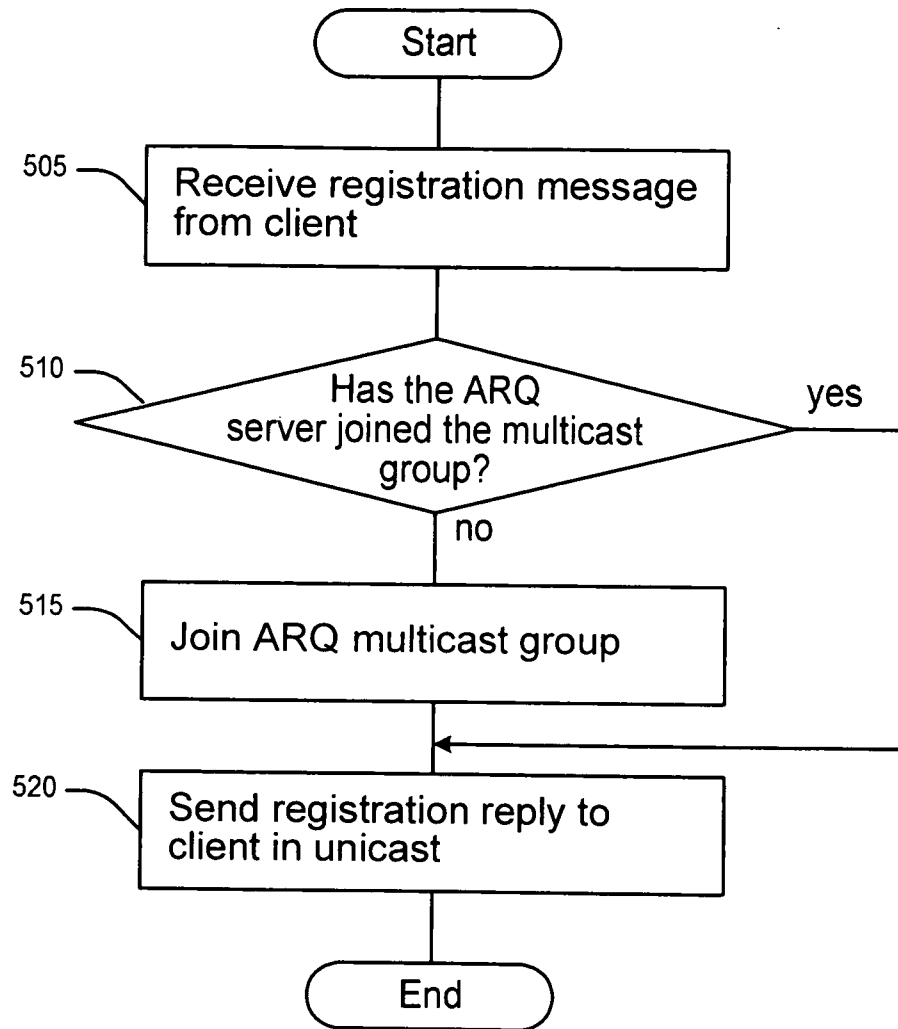 Start
505
Receive registration message
from client
510
Has the ARQ
server joined the multicast
group?
yes
no
515
Join ARQ multicast group
520
Send registration reply to
client in unicast
End